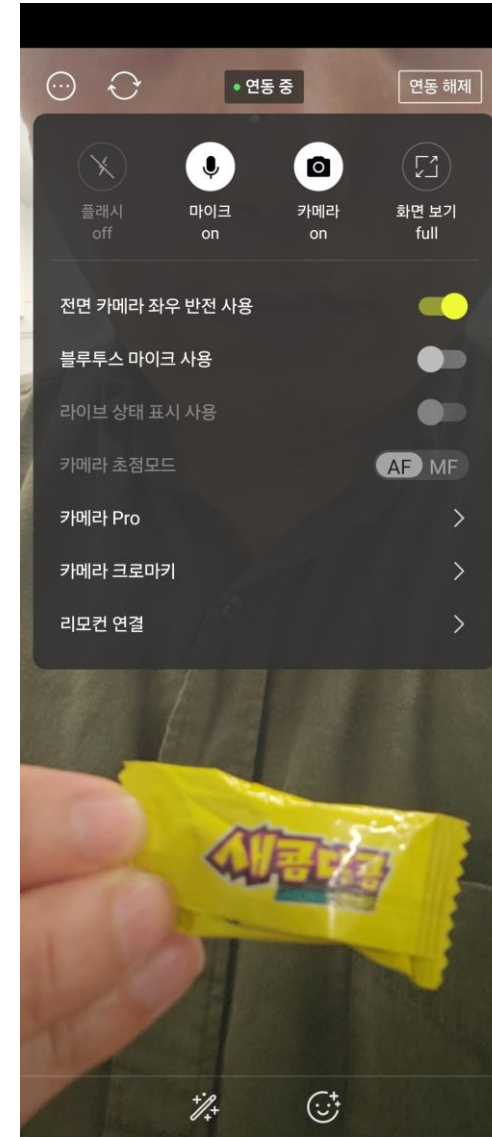 연동 중
연동 해제
플래시
off
마이크
on
카메라
on
화면 보기
full
전면 카메라 좌우 반전 사용
블루투스 마이크 사용
라이브 상태 표시 사용
카메라 초점모드
AF MF
카메라 Pro
카메라 크로마키
리모컨 연결
새콤달콤